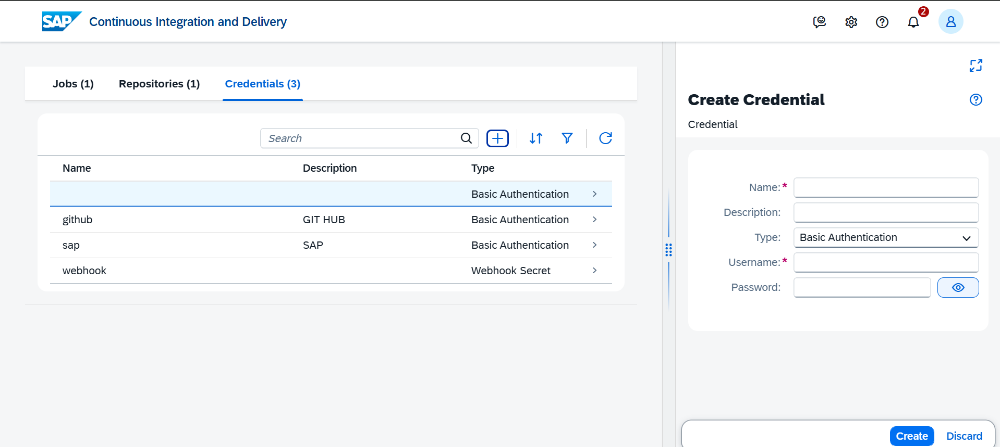 SAP Continuous Integration and Delivery
2
Jobs (1) Repositories (1) Credentials (3)
Search
Name Description Type
Basic Authentication
github GIT HUB Basic Authentication
sap SAP Basic Authentication
webhook Webhook Secret
Create Credential
Credential
Name:*
Description:
Type: Basic Authentication
Username:*
Password:
Create Discard